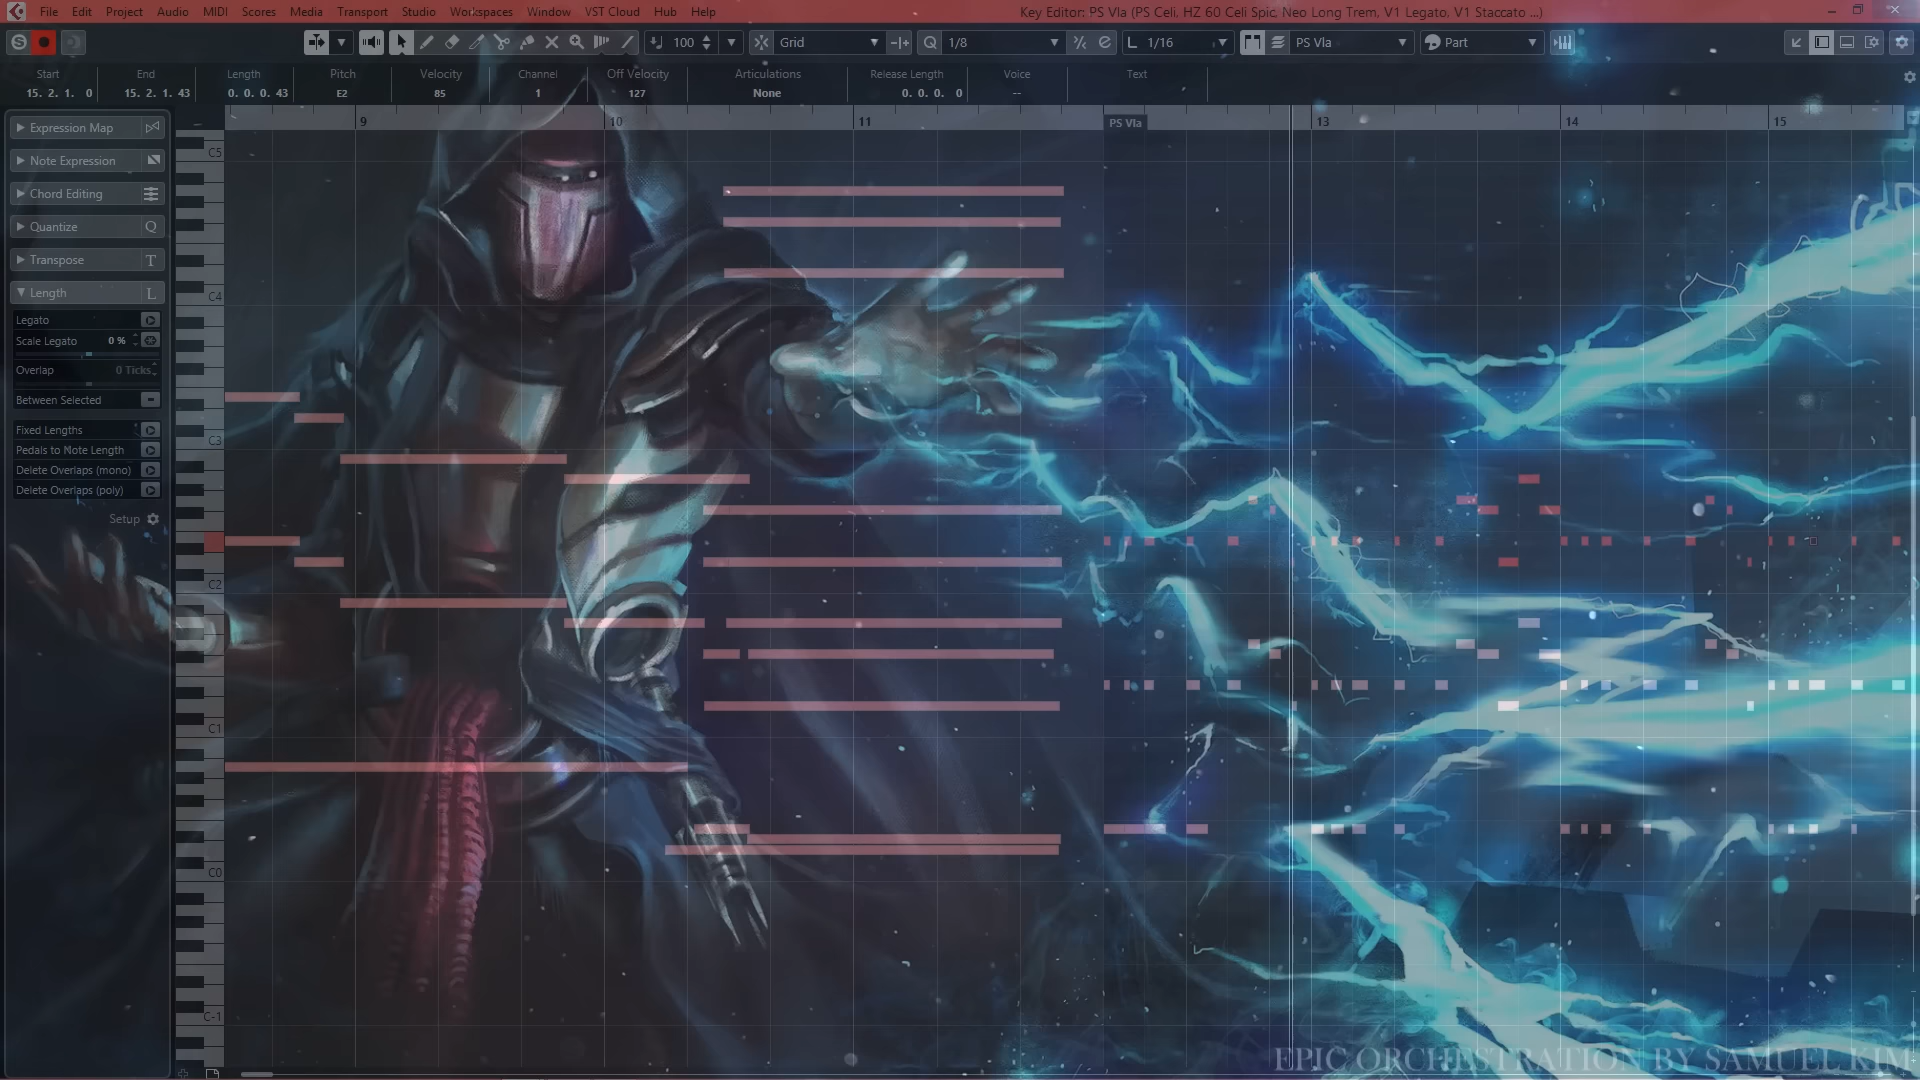 File Edit Project Audio MIDI Scores Media Transport Studio Workspaces Window VST Cloud Hub Help
Key Editor: PS Vla (PS Celi, HZ 60 Celi Spic, Neo Long Trem, V1 Legato, V1 Staccato ...)
S 100 Grid Q 1/8 L 1/16 PS Vla Part
Start End Length Pitch Velocity Channel Off Velocity Articulations Release Length Voice Text
15. 2. 1. 0 15. 2. 1. 43 0. 0. 0. 43 E2 85 1 127 None 0. 0. 0. 0 --
9 10 11 PS Vla 13 14 15
Expression Map
Note Expression
Chord Editing
Quantize Q
Transpose T
Length L
Legato
Scale Legato 0 %
Overlap 0 Ticks
Between Selected
Fixed Lengths
Pedals to Note Length
Delete Overlaps (mono)
Delete Overlaps (poly)
Setup
C5
C4
C3
C2
C1
C0
C-1
EPIC ORCHESTRATION BY SAMUEL KIM